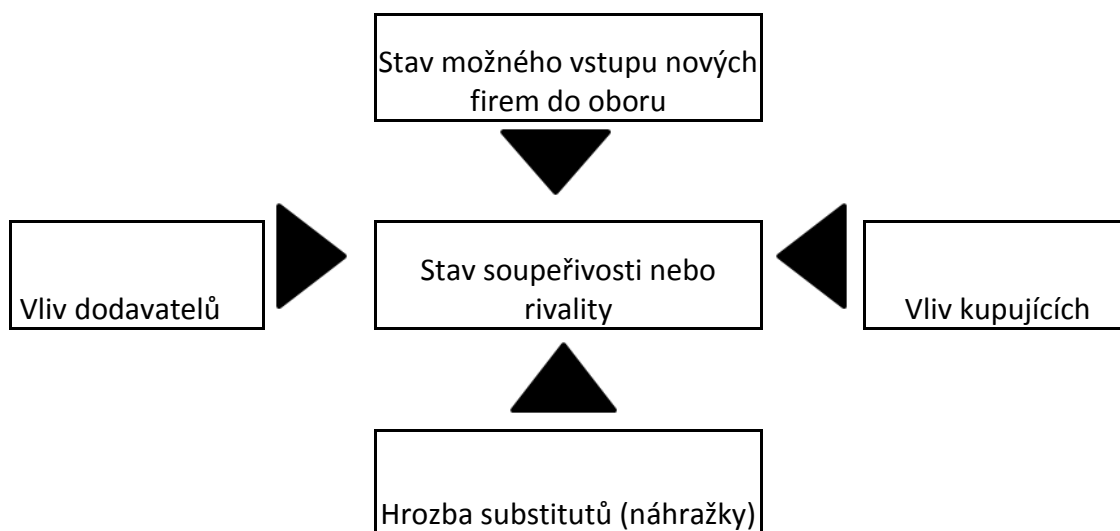 Stav možného vstupu nových
firem do oboru
Vliv dodavatelů
Stav soupeřivosti nebo
rivality
Vliv kupujících
Hrozba substitutů (náhražky)